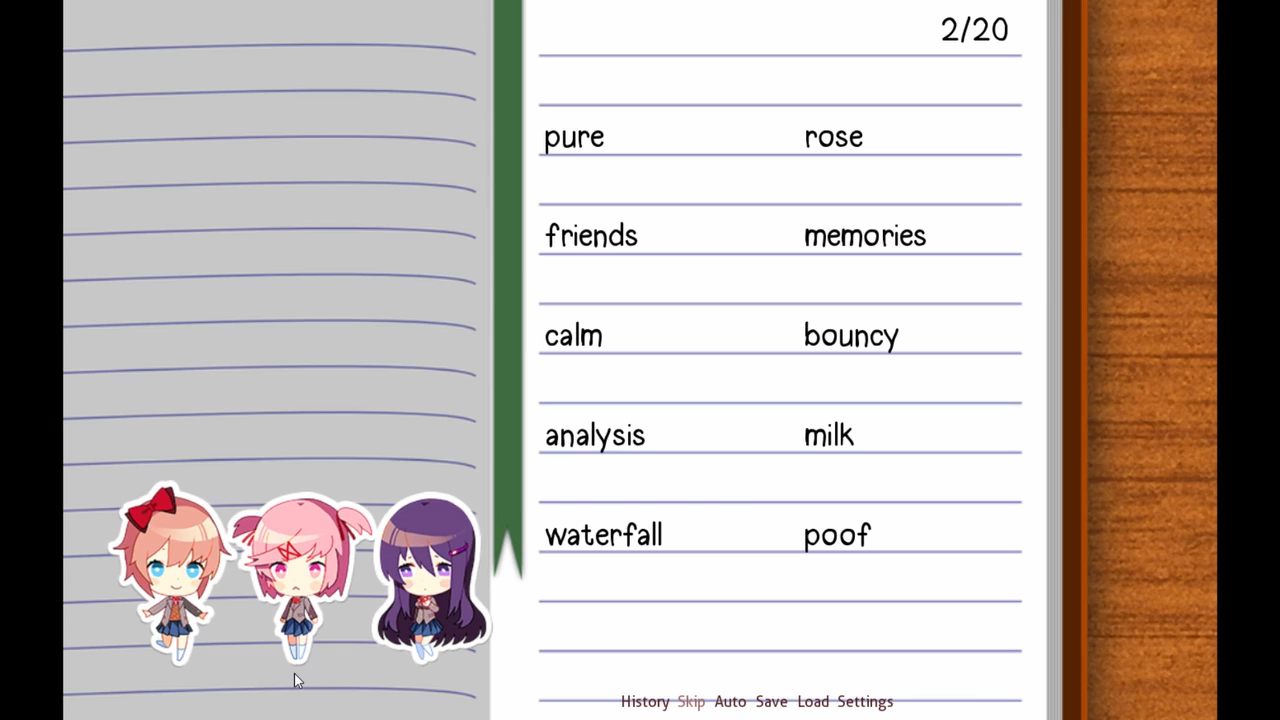 2/20
pure rose
friends memories
calm bouncy
analysis milk
waterfall poof
History Skip Auto Save Load Settings